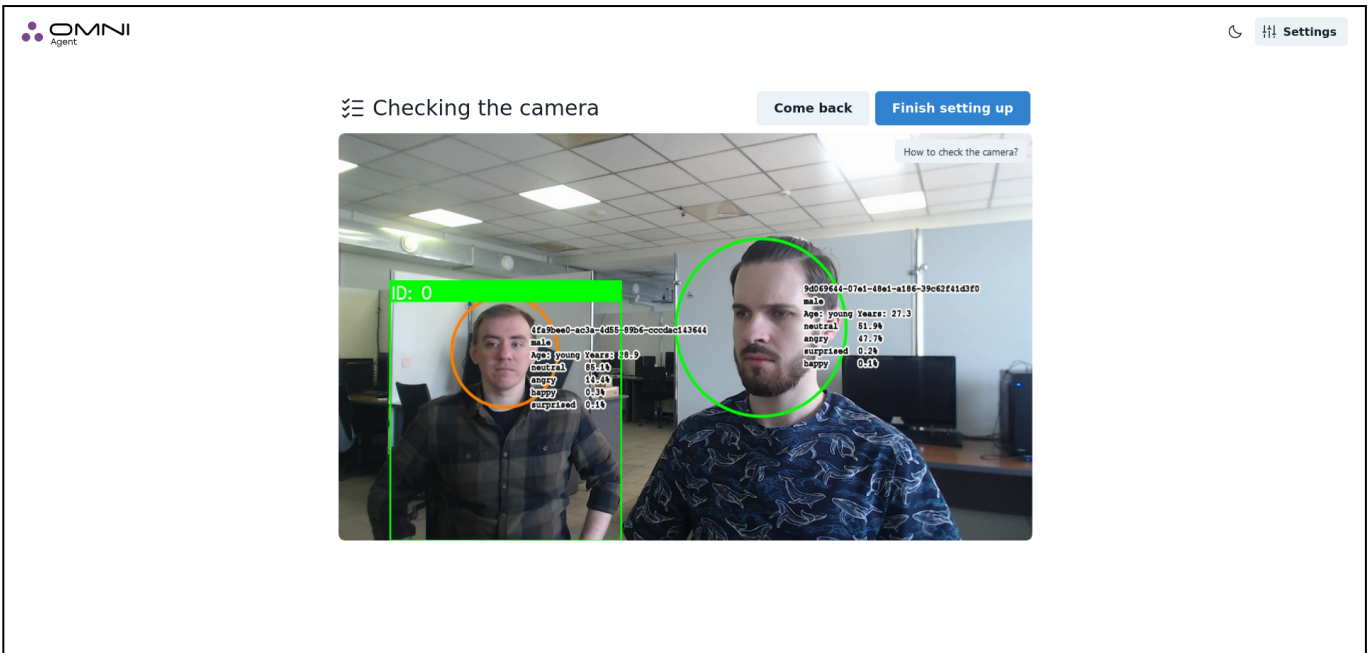 OMNI
Agent
Settings
Checking the camera
Come back
Finish setting up
How to check the camera?
ID: 0
4fa9bee0-ac3a-4d55-89b6-cccdac143644
male
Age: young Years: 38.9
neutral 85.1%
angry 14.4%
happy 0.3%
surprised 0.1%
9d069644-07e1-48e1-a186-39c62f41d3f0
male
Age: young Years: 27.3
neutral 51.9%
angry 47.7%
surprised 0.2%
happy 0.1%